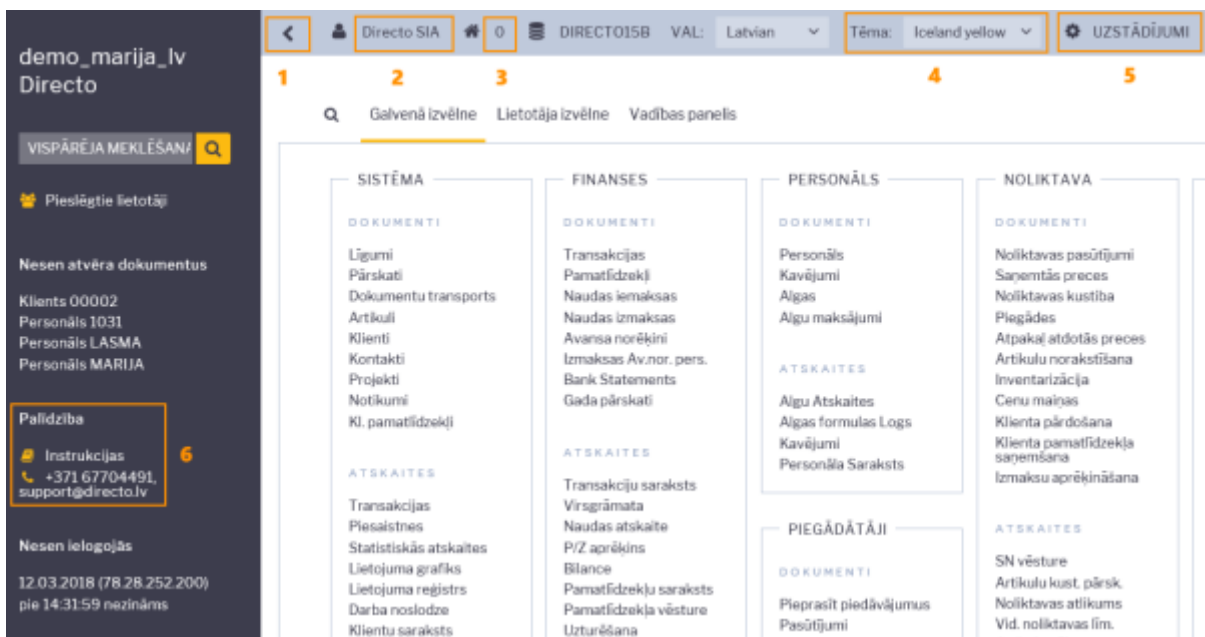 demo_marija_lv
Directo
VISPĀRĒJA MEKLĒŠANA
Pieslēgtie lietotāji
Nesen atvēra dokumentus
Klients 00002
Personāls 1031
Personāls LASMA
Personāls MARIJA
Palīdzība
Instrukcijas
+371 67704491,
support@directo.lv
6
Nesen ielogojās
12.03.2018 (78.28.252.200)
pie 14:31:59 nezināms
Directo SIA 0 DIRECTO15B VAL: Latvian Tēma: Iceland yellow UZSTĀDĪJUMI
1 2 3 4 5
Galvenā izvēlne Lietotāja izvēlne Vadības panelis
SISTĒMA
DOKUMENTI
Līgumi
Pārskati
Dokumentu transports
Artikuli
Klienti
Kontakti
Projekti
Notikumi
Kl. pamatlīdzekļi
ATSKAITES
Transakcijas
Piesaistnes
Statistiskās atskaites
Lietojuma grafiks
Lietojuma reģistrs
Darba noslodze
Klientu saraksts
FINANSES
DOKUMENTI
Transakcijas
Pamatlīdzekļi
Naudas iemaksas
Naudas izmaksas
Avansa norēķini
Izmaksas Av.nor. pers.
Bank Statements
Gada pārskati
ATSKAITES
Transakciju saraksts
Virsgrāmata
Naudas atskaite
P/Z aprēķins
Bilance
Pamatlīdzekļu saraksts
Pamatlīdzekļa vēsture
Uzturēšana
PERSONĀLS
DOKUMENTI
Personāls
Kavējumi
Algas
Algu maksājumi
ATSKAITES
Algu Atskaites
Algas formulas Logs
Kavējumi
Personāla Saraksts
PIEGĀDĀTĀJI
DOKUMENTI
Pieprasīt piedāvājumus
Pasūtījumi
NOLIKTAVA
DOKUMENTI
Noliktavas pasūtījumi
Saņemtās preces
Noliktavas kustība
Piegādes
Atpakaļ atdotās preces
Artikulu norakstīšana
Inventarizācija
Cenu maiņas
Klienta pārdošana
Klienta pamatlīdzekļa
saņemšana
Izmaksu aprēķināšana
ATSKAITES
SN vēsture
Artikulu kust. pārsk.
Noliktavas atlikums
Vid. noliktavas līm.